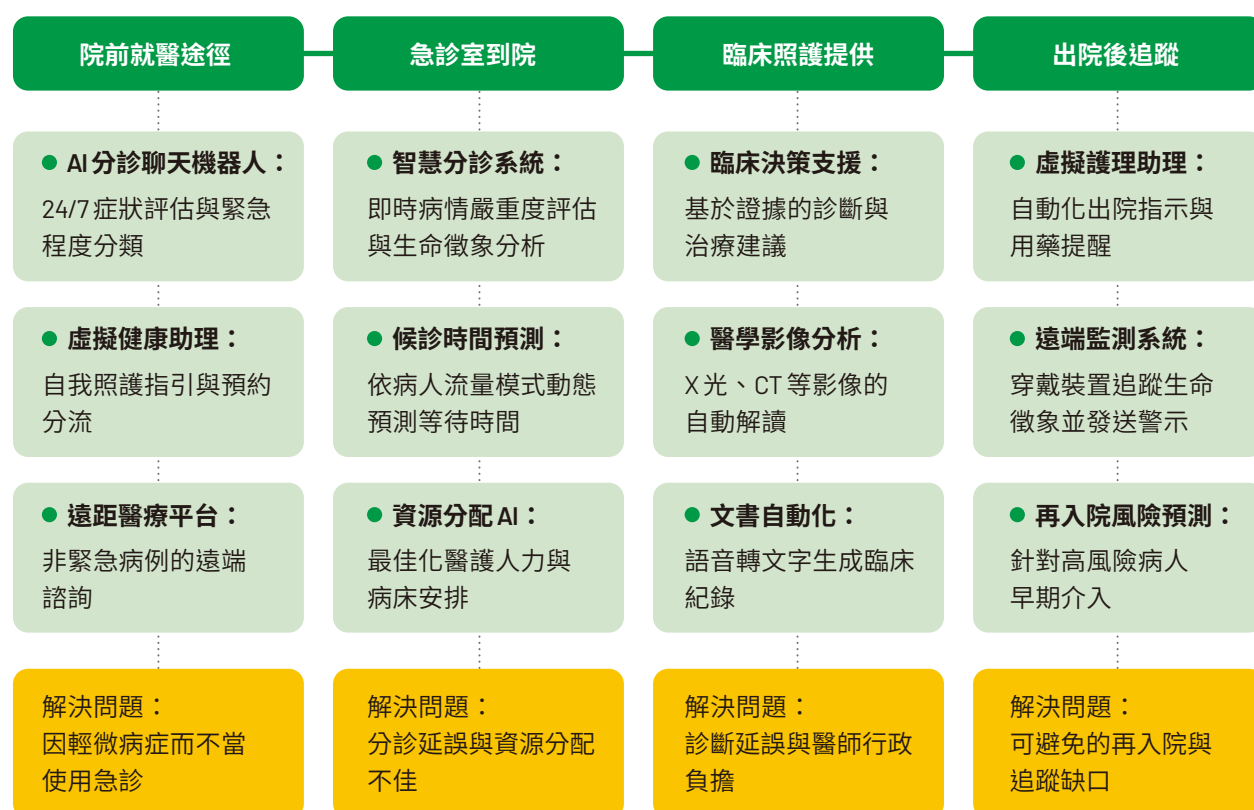 院前就醫途徑
急診室到院
臨床照護提供
出院後追蹤
● AI分診聊天機器人：
24/7症狀評估與緊急
程度分類
● 智慧分診系統：
即時病情嚴重度評估
與生命徵象分析
● 臨床決策支援：
基於證據的診斷與
治療建議
● 虛擬護理助理：
自動化出院指示與
用藥提醒
● 虛擬健康助理：
自我照護指引與預約
分流
● 候診時間預測：
依病人流量模式動態
預測等待時間
● 醫學影像分析：
X光、CT等影像的
自動解讀
● 遠端監測系統：
穿戴裝置追蹤生命
徵象並發送警示
● 遠距醫療平台：
非緊急病例的遠端
諮詢
● 資源分配AI：
最佳化醫護人力與
病床安排
● 文書自動化：
語音轉文字生成臨床
紀錄
● 再入院風險預測：
針對高風險病人
早期介入
解決問題：
因輕微病症而不當
使用急診
解決問題：
分診延誤與資源分配
不佳
解決問題：
診斷延誤與醫師行政
負擔
解決問題：
可避免的再入院與
追蹤缺口